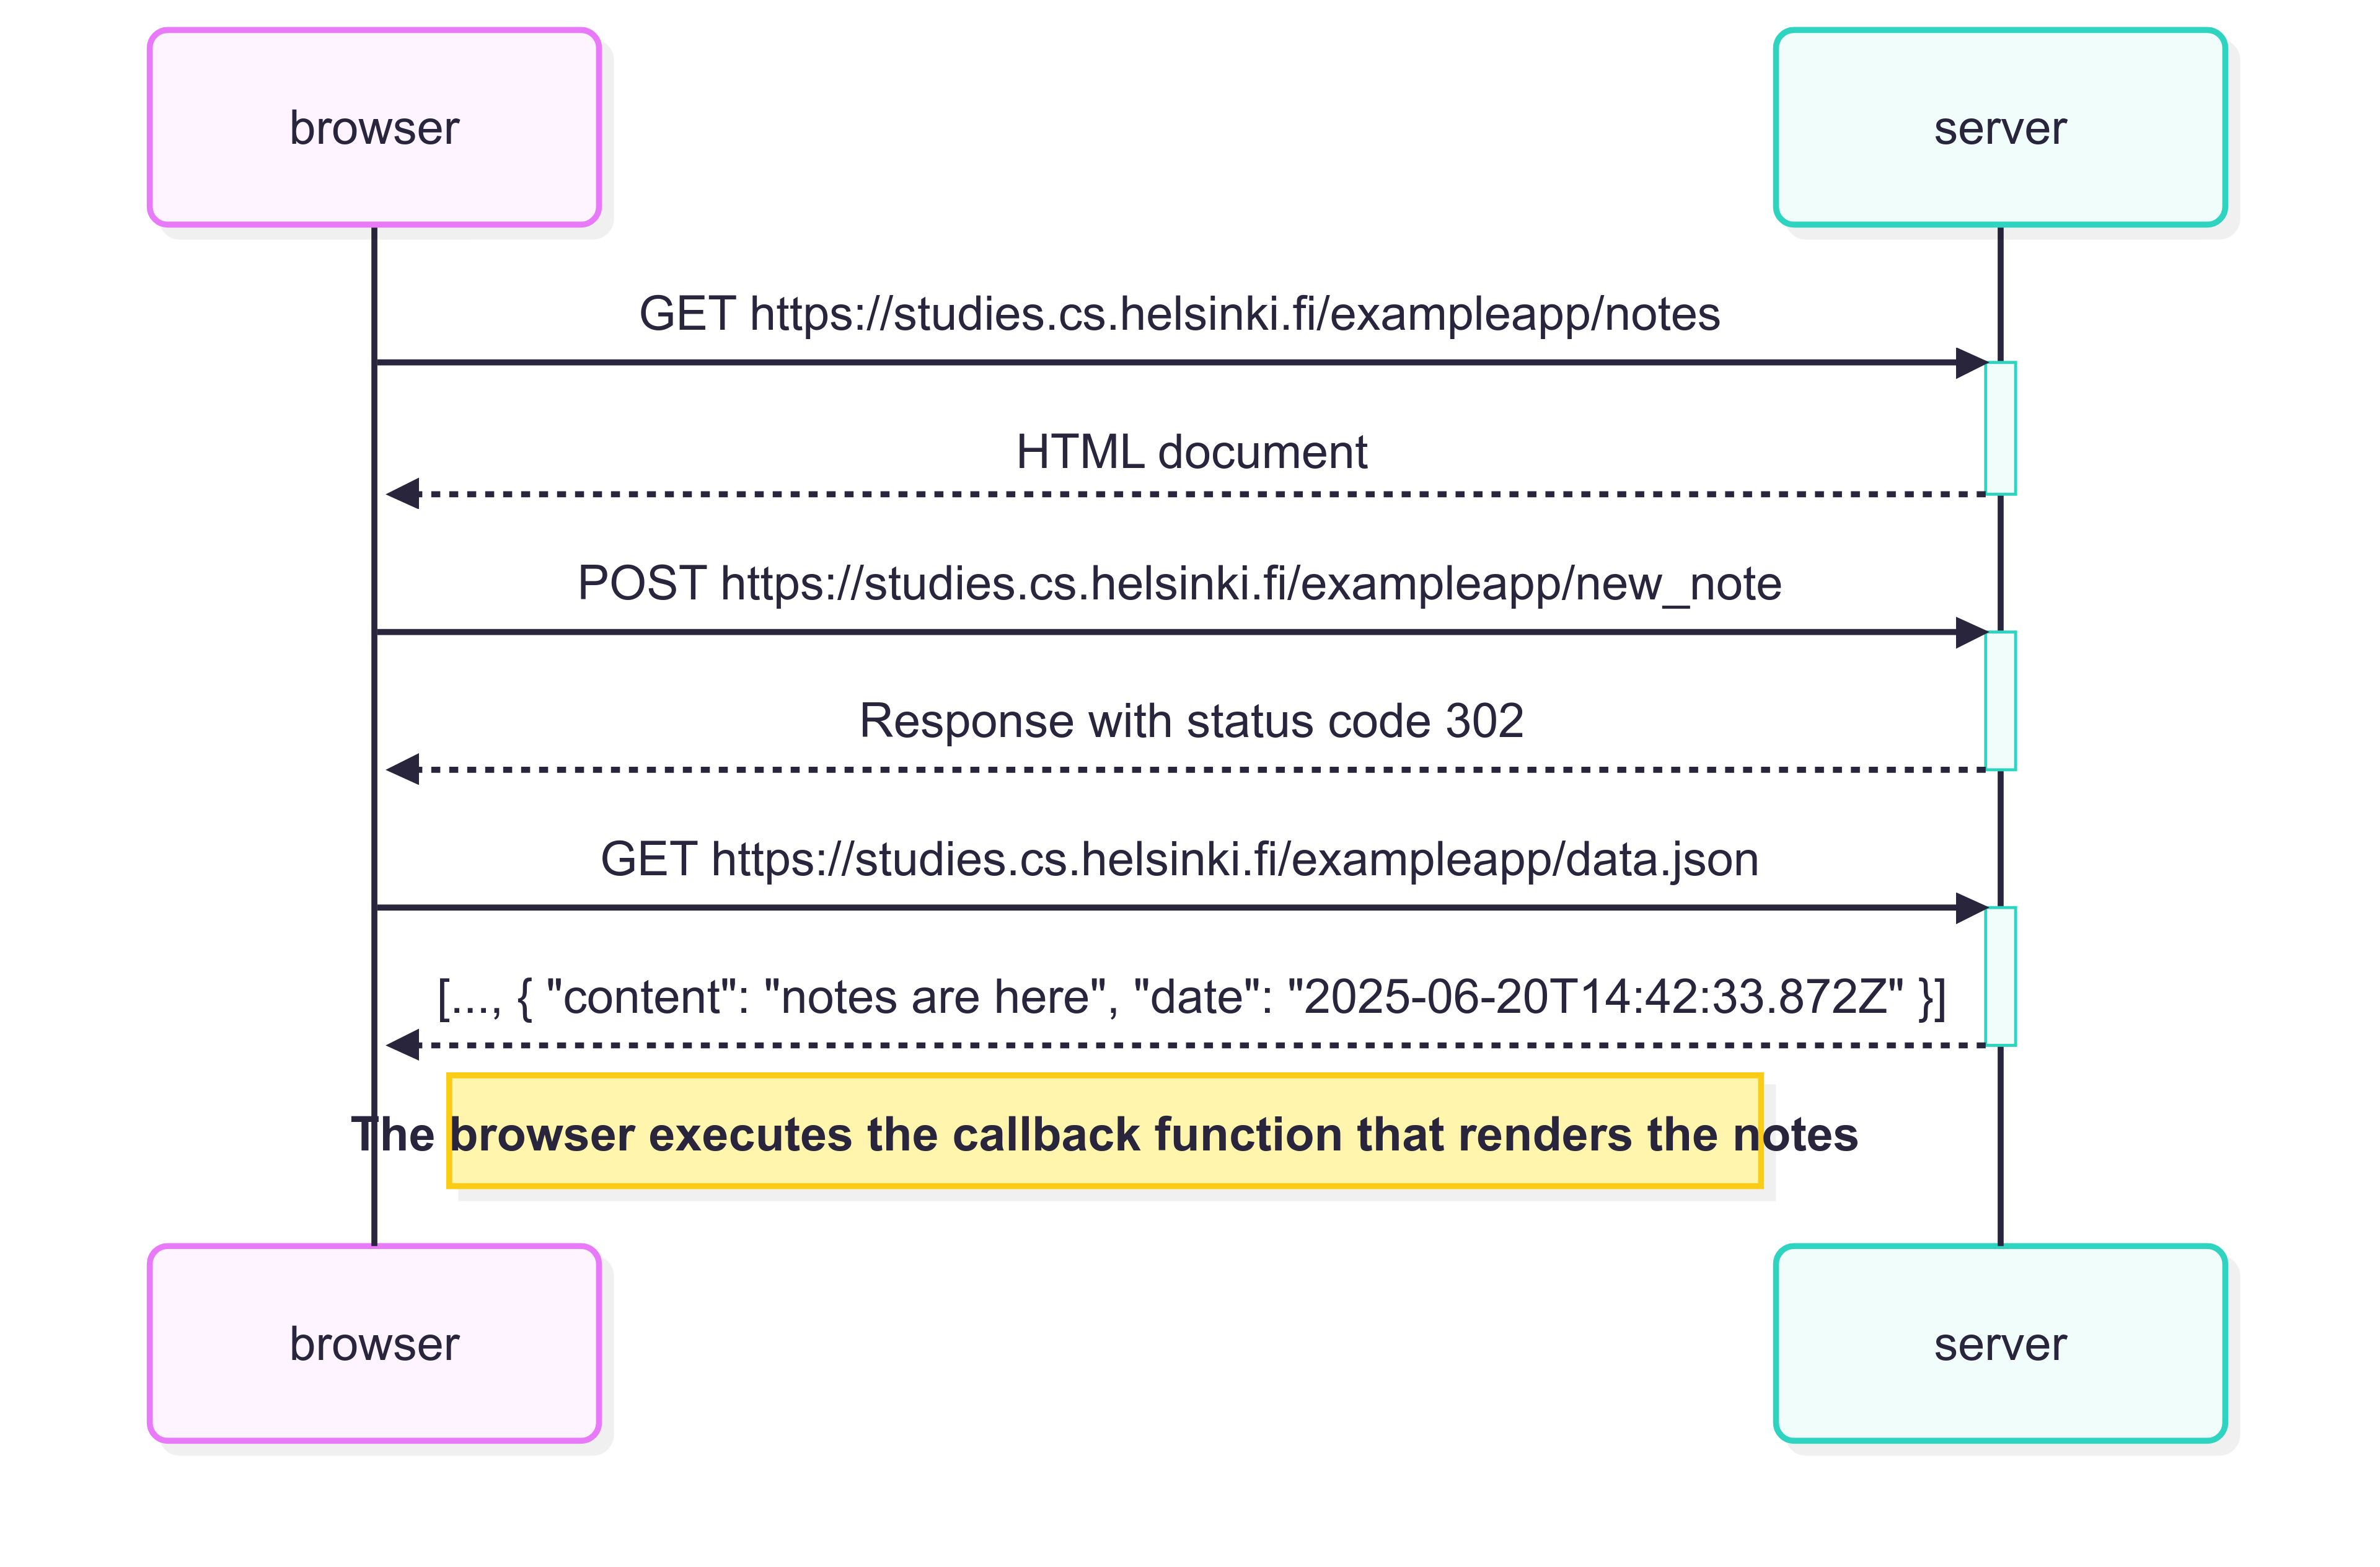 browser
server
GET https://studies.cs.helsinki.fi/exampleapp/notes
HTML document
POST https://studies.cs.helsinki.fi/exampleapp/new_note
Response with status code 302
GET https://studies.cs.helsinki.fi/exampleapp/data.json
[..., { "content": "notes are here", "date": "2025-06-20T14:42:33.872Z" }]
The browser executes the callback function that renders the notes
browser
server